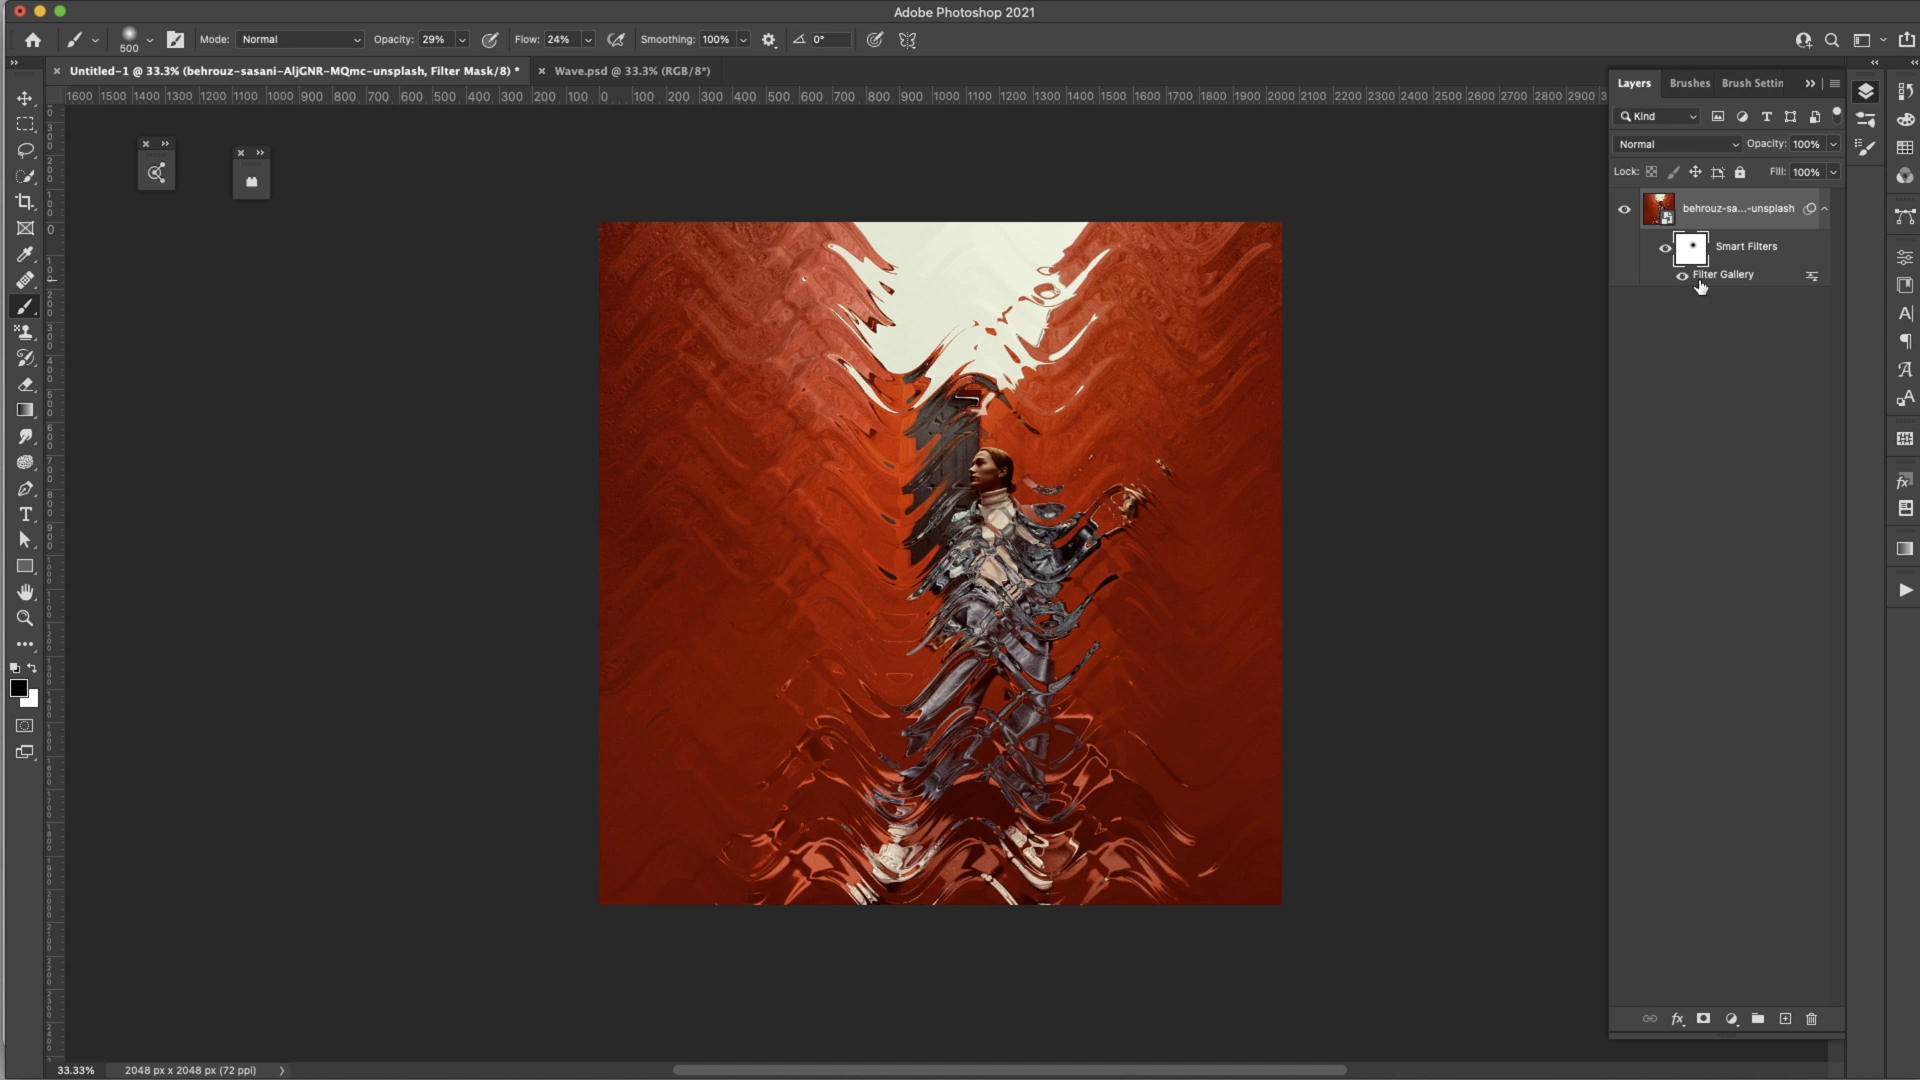 Adobe Photoshop 2021
500
Mode: Normal Opacity: 29% Flow: 24% Smoothing: 100% 0°
Untitled-1 @ 33.3% (behrouz-sasani-AljGNR-MQmc-unsplash, Filter Mask/8) *
Wave.psd @ 33.3% (RGB/8*)
1600 1500 1400 1300 1200 1100 1000 900 800 700 600 500 400 300 200 100 0 100 200 300 400 500 600 700 800 900 1000 1100 1200 1300 1400 1500 1600 1700 1800 1900 2000 2100 2200 2300 2400 2500 2600 2700 2800 2900
Layers Brushes Brush Settin
Kind
Normal Opacity: 100%
Lock: Fill: 100%
behrouz-sa...-unsplash
Smart Filters
Filter Gallery
33.33% 2048 px x 2048 px (72 ppi)